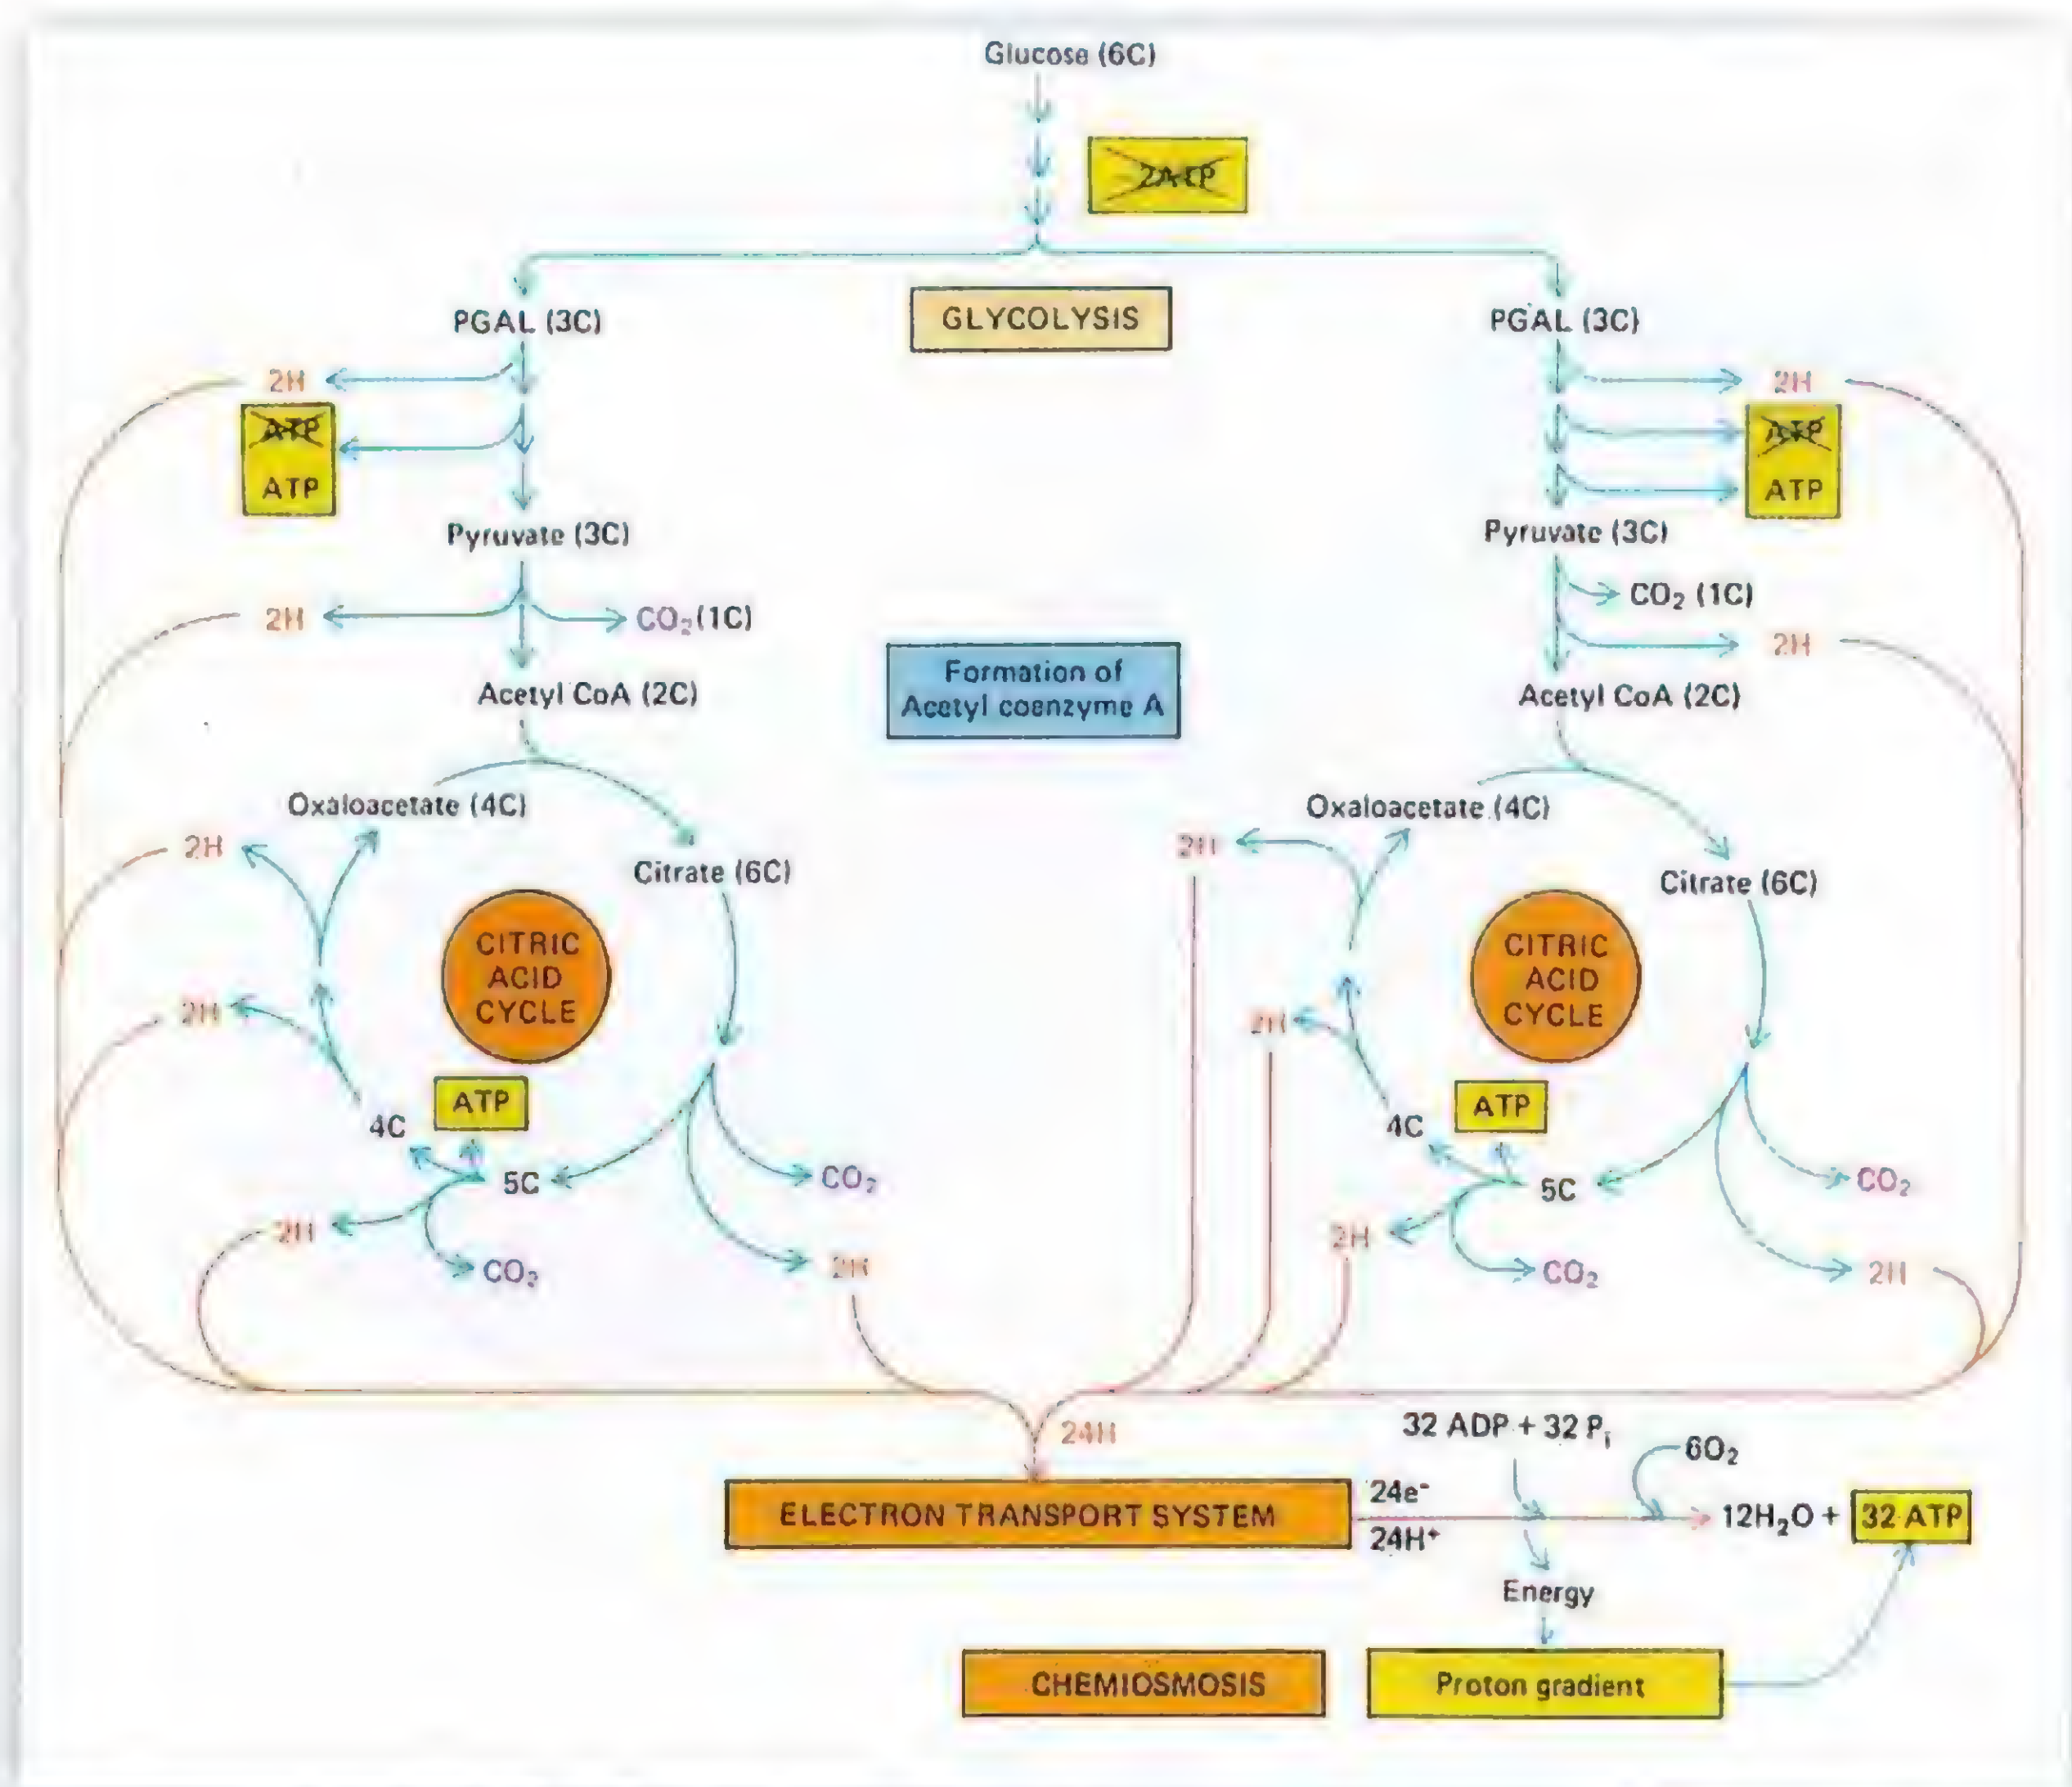 Glucose (6C)
2ATP
PGAL (3C)
GLYCOLYSIS
PGAL (3C)
2H
2H
ATP
ATP
ATP
ATP
Pyruvate (3C)
Pyruvate (3C)
2H
CO₂(1C)
CO₂ (1C)
2H
Formation of
Acetyl coenzyme A
Acetyl CoA (2C)
Acetyl CoA (2C)
Oxaloacetate (4C)
Oxaloacetate (4C)
2H
2H
Citrate (6C)
Citrate (6C)
CITRIC
ACID
CYCLE
CITRIC
ACID
CYCLE
2H
2H
ATP
ATP
4C
4C
5C
CO₂
5C
CO₂
2H
2H
CO₂
2H
CO₂
2H
24H
32 ADP + 32 Pᵢ
6O₂
ELECTRON TRANSPORT SYSTEM
24e⁻
24H⁺
12H₂O + 32 ATP
Energy
CHEMIOSMOSIS
Proton gradient